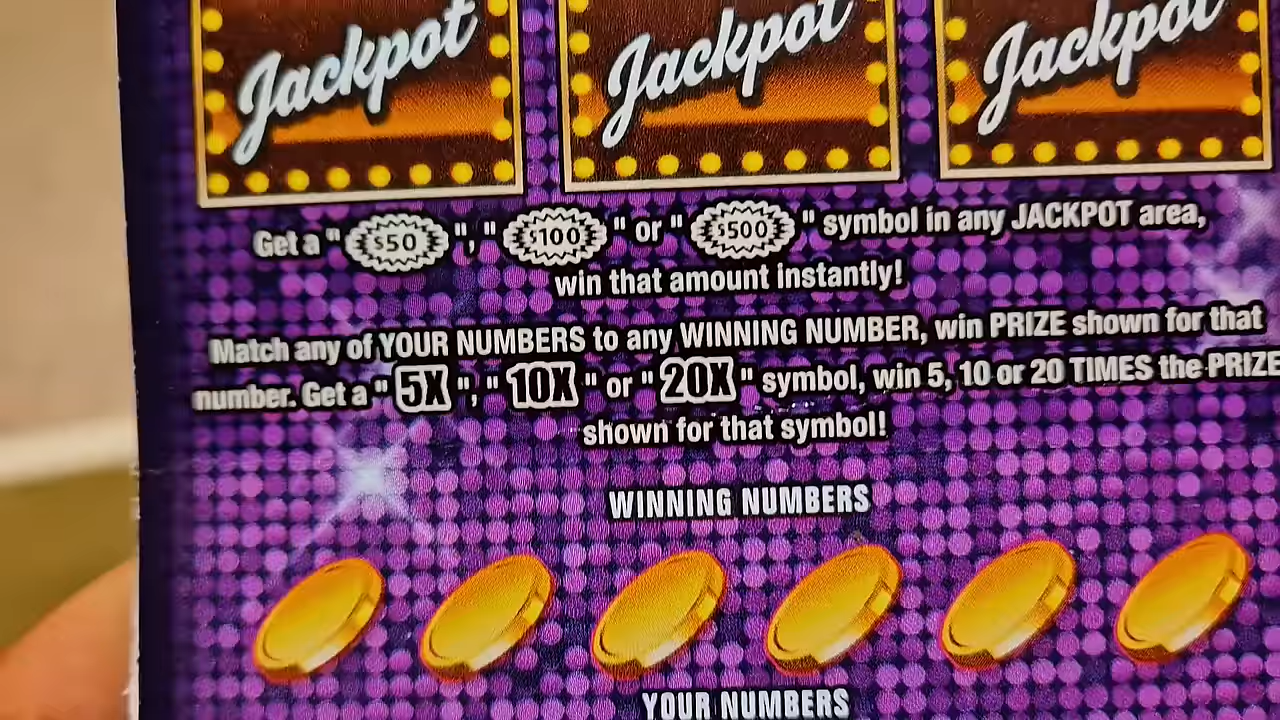 Jackpot Jackpot Jackpot
Get a " $50 ", " $100 " or " $500 " symbol in any JACKPOT area,
win that amount instantly!
Match any of YOUR NUMBERS to any WINNING NUMBER, win PRIZE shown for that
number. Get a " 5X ", " 10X " or " 20X " symbol, win 5, 10 or 20 TIMES the PRIZE
shown for that symbol!
WINNING NUMBERS
YOUR NUMBERS